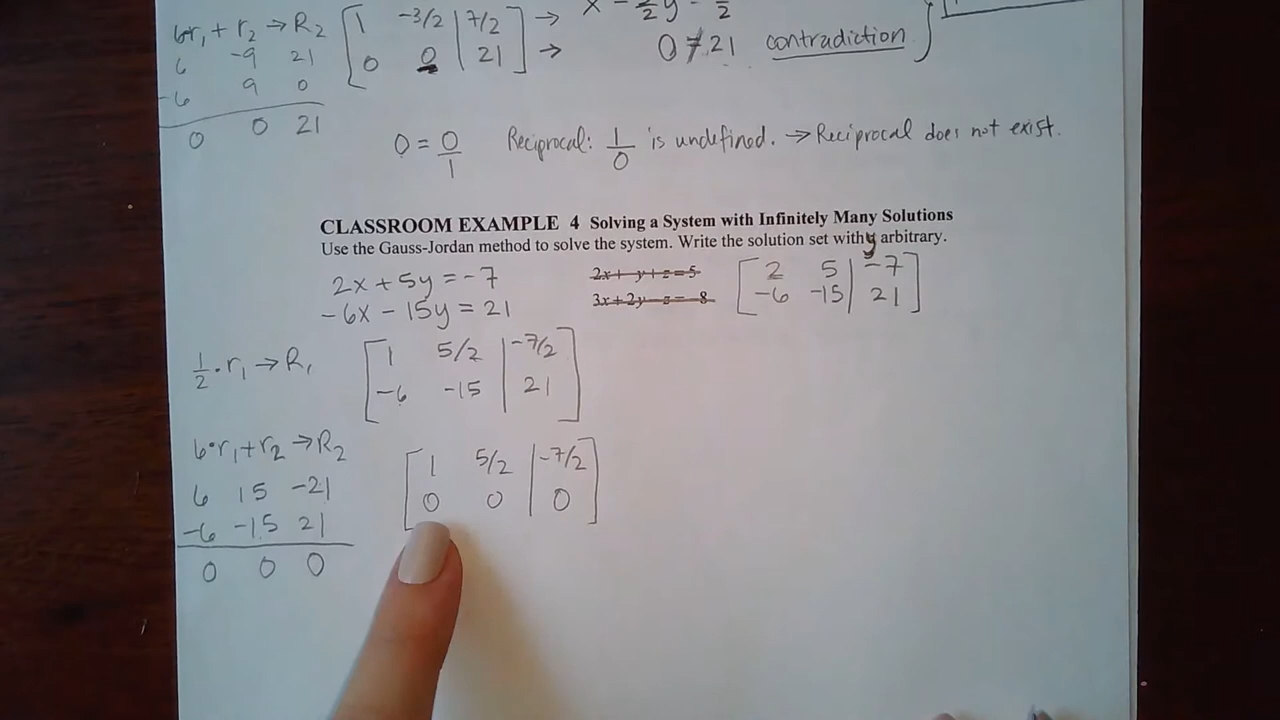 6·r₁ + r₂ → R₂ [ 1 -3/2 | 7/2 ] →
6 -9 21 [ 0 0 | 21 ] → 0 ≠ 21 contradiction
-6 9 0
0 0 21
0 = 0/1 Reciprocal: 1/0 is undefined. → Reciprocal does not exist.
CLASSROOM EXAMPLE 4 Solving a System with Infinitely Many Solutions
Use the Gauss-Jordan method to solve the system. Write the solution set with y arbitrary.
2x + 5y = -7 2x + y + z = 5 [ 2 5 | -7 ]
-6x - 15y = 21 3x + 2y - z = -8 [ -6 -15 | 21 ]
1/2 · r₁ → R₁ [ 1 5/2 | -7/2 ]
[ -6 -15 | 21 ]
6·r₁ + r₂ → R₂ [ 1 5/2 | -7/2 ]
6 15 -21 [ 0 0 | 0 ]
-6 -15 21
0 0 0